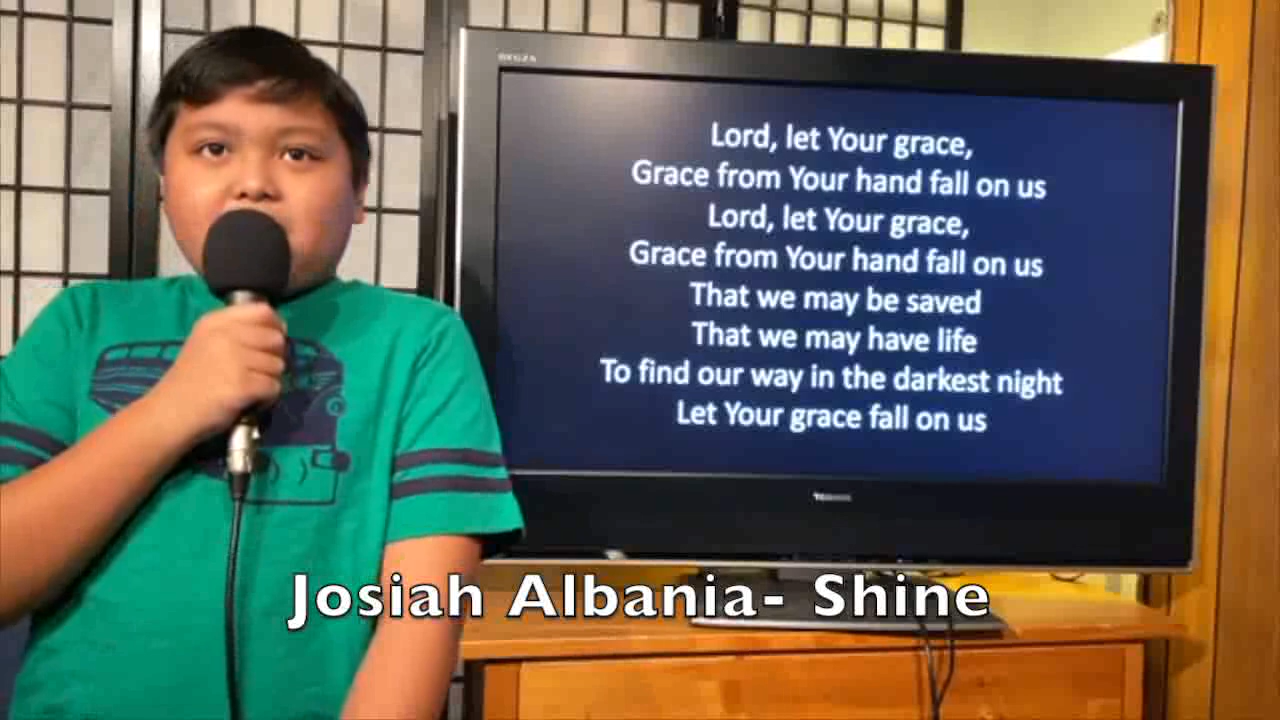 REGZA
Lord, let Your grace,
Grace from Your hand fall on us
Lord, let Your grace,
Grace from Your hand fall on us
That we may be saved
That we may have life
To find our way in the darkest night
Let Your grace fall on us
TOSHIBA
Josiah Albania- Shine